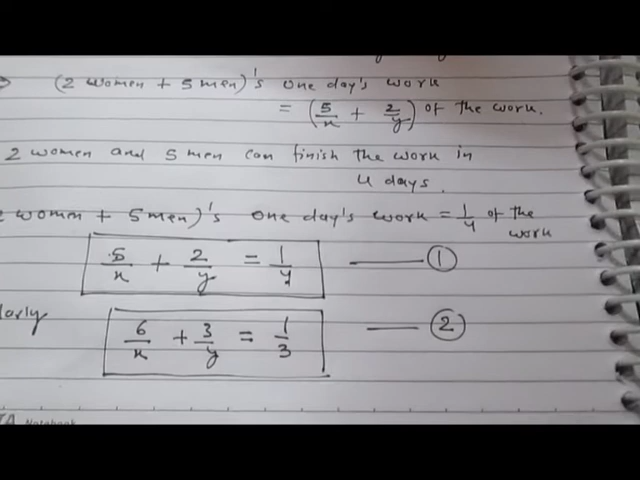 (2 women + 5 men)'s one day's work
= (5/x + 2/y) of the work.
2 women and 5 men can finish the work in
4 days.
women + 5 men)'s one day's work = 1/4 of the
work
5/x + 2/y = 1/4 —— ①
larly 6/x + 3/y = 1/3 —— ②
Notebook